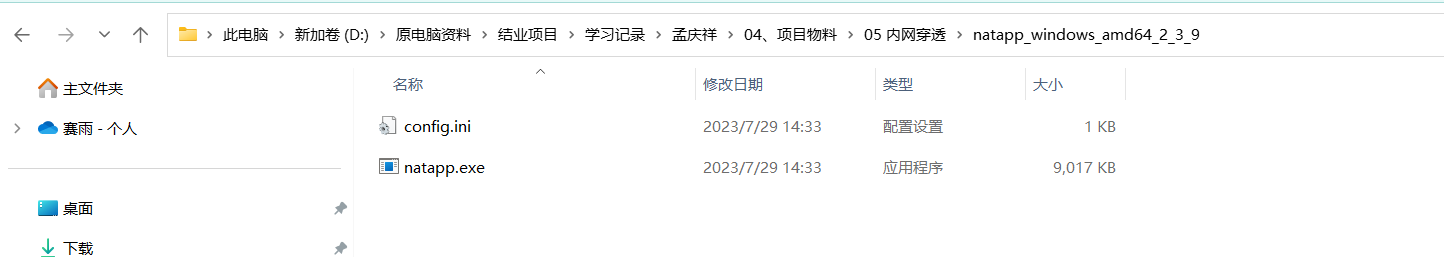 此电脑 › 新加卷 (D:) › 原电脑资料 › 结业项目 › 学习记录 › 孟庆祥 › 04、项目物料 › 05 内网穿透 › natapp_windows_amd64_2_3_9
主文件夹
赛雨 - 个人
桌面
下载
名称 修改日期 类型 大小
config.ini 2023/7/29 14:33 配置设置 1 KB
natapp.exe 2023/7/29 14:33 应用程序 9,017 KB